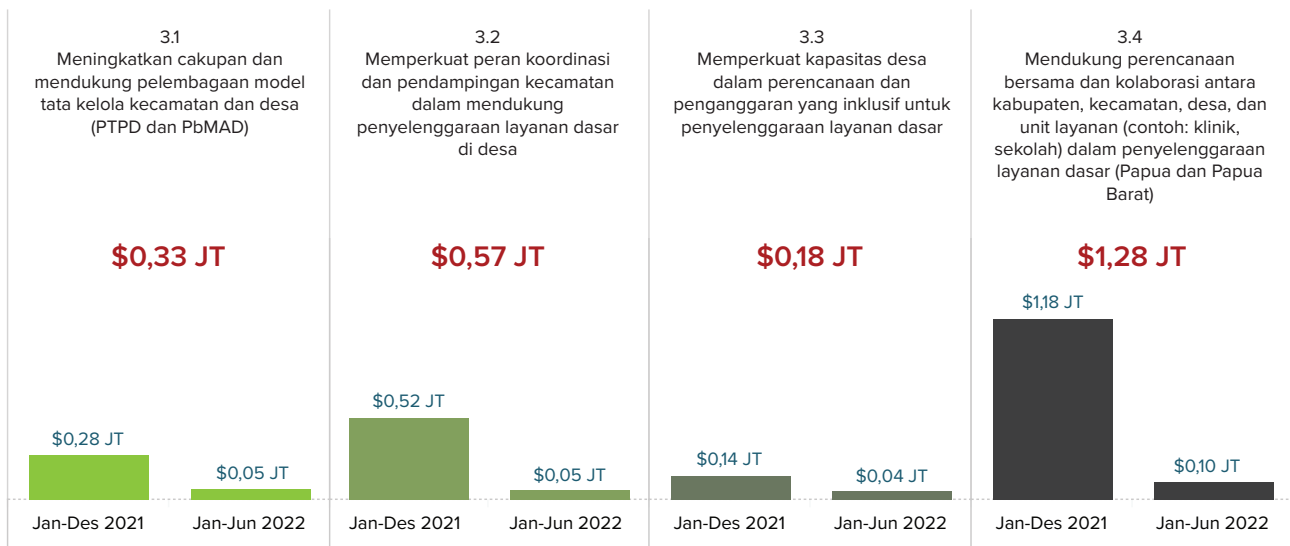 3.1
Meningkatkan cakupan dan
mendukung pelembagaan model
tata kelola kecamatan dan desa
(PTPD dan PbMAD)
$0,33 JT
$0,28 JT
$0,05 JT
Jan-Des 2021
Jan-Jun 2022
3.2
Memperkuat peran koordinasi
dan pendampingan kecamatan
dalam mendukung
penyelenggaraan layanan dasar
di desa
$0,57 JT
$0,52 JT
$0,05 JT
Jan-Des 2021
Jan-Jun 2022
3.3
Memperkuat kapasitas desa
dalam perencanaan dan
penganggaran yang inklusif untuk
penyelenggaraan layanan dasar
$0,18 JT
$0,14 JT
$0,04 JT
Jan-Des 2021
Jan-Jun 2022
3.4
Mendukung perencanaan
bersama dan kolaborasi antara
kabupaten, kecamatan, desa, dan
unit layanan (contoh: klinik,
sekolah) dalam penyelenggaraan
layanan dasar (Papua dan Papua
Barat)
$1,28 JT
$1,18 JT
$0,10 JT
Jan-Des 2021
Jan-Jun 2022